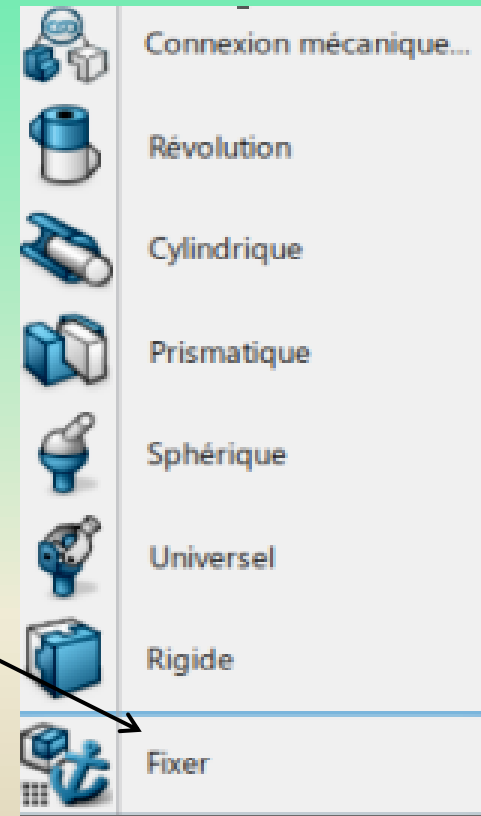 Connexion mécanique...
Révolution
Cylindrique
Prismatique
Sphérique
Universel
Rigide
Fixer